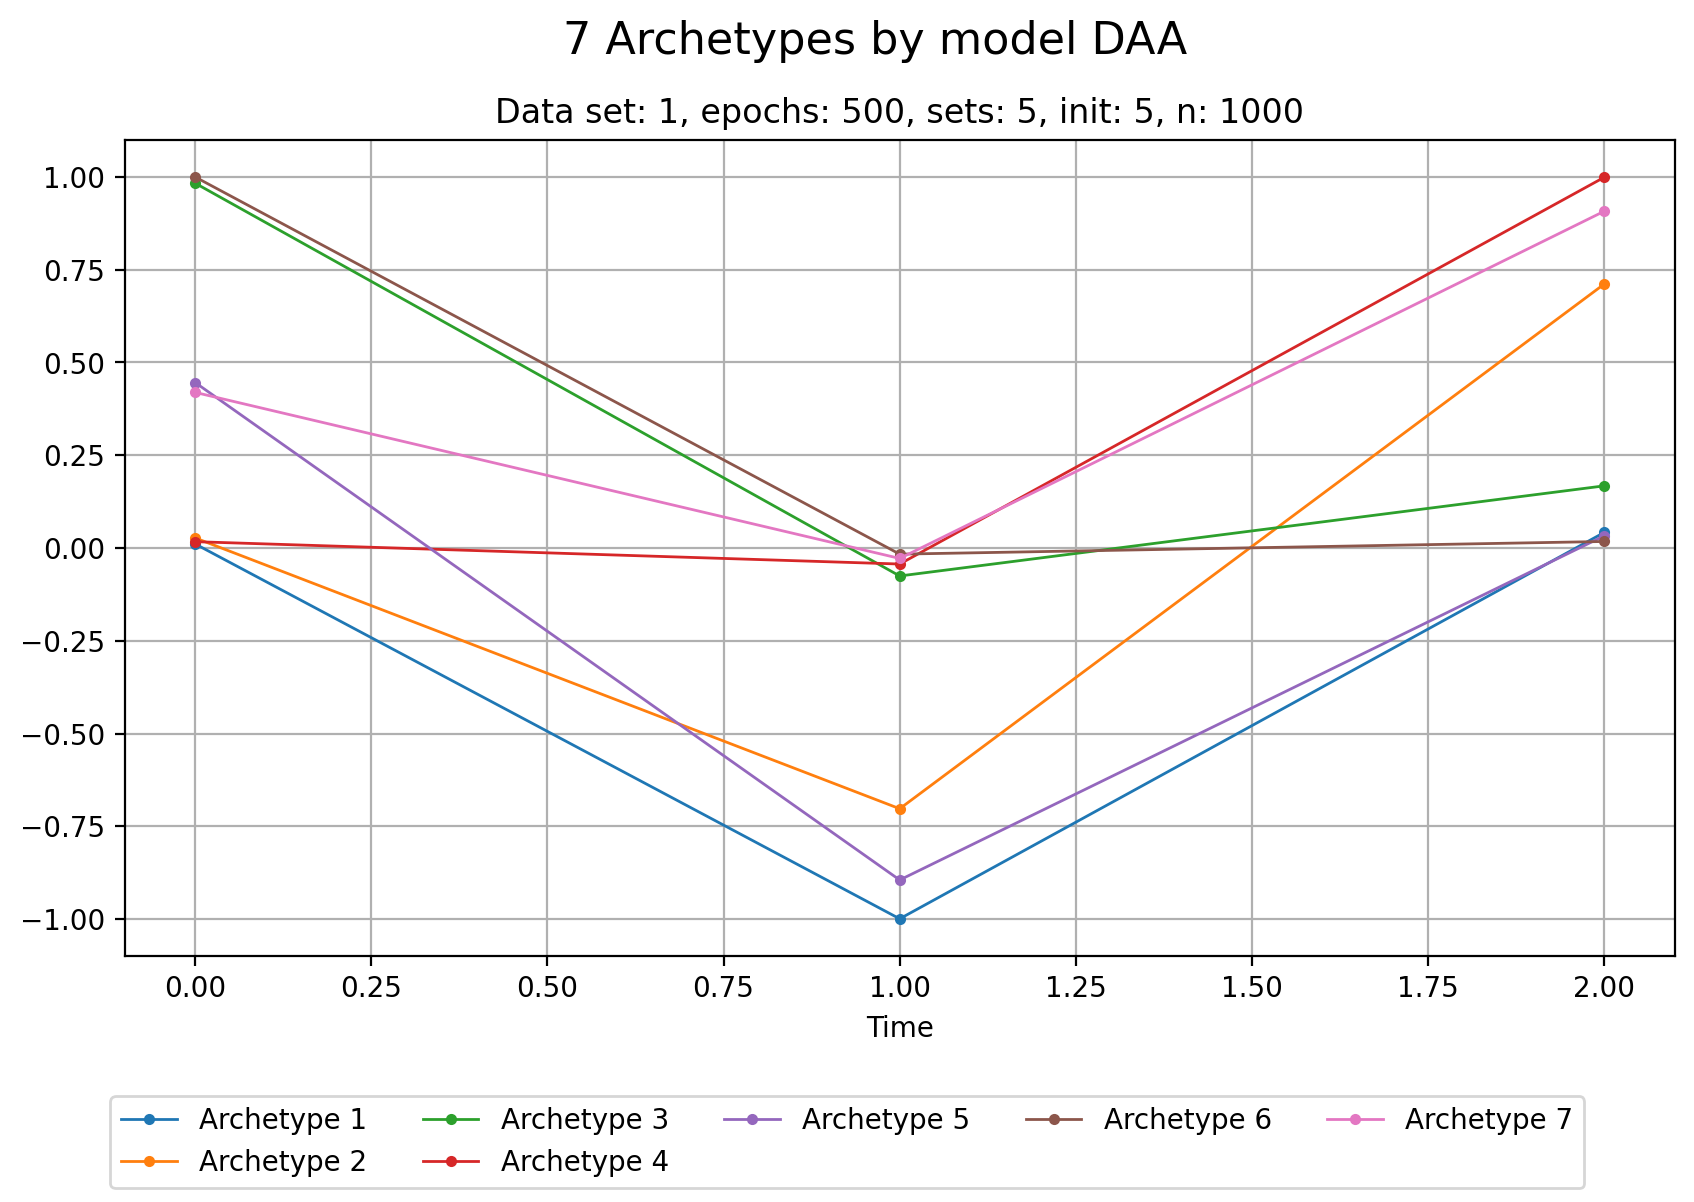 7 Archetypes by model DAA
Data set: 1, epochs: 500, sets: 5, init: 5, n: 1000
1.00
0.75
0.50
0.25
0.00
−0.25
−0.50
−0.75
−1.00
0.00 0.25 0.50 0.75 1.00 1.25 1.50 1.75 2.00
Time
Archetype 1 Archetype 3 Archetype 5 Archetype 6 Archetype 7
Archetype 2 Archetype 4